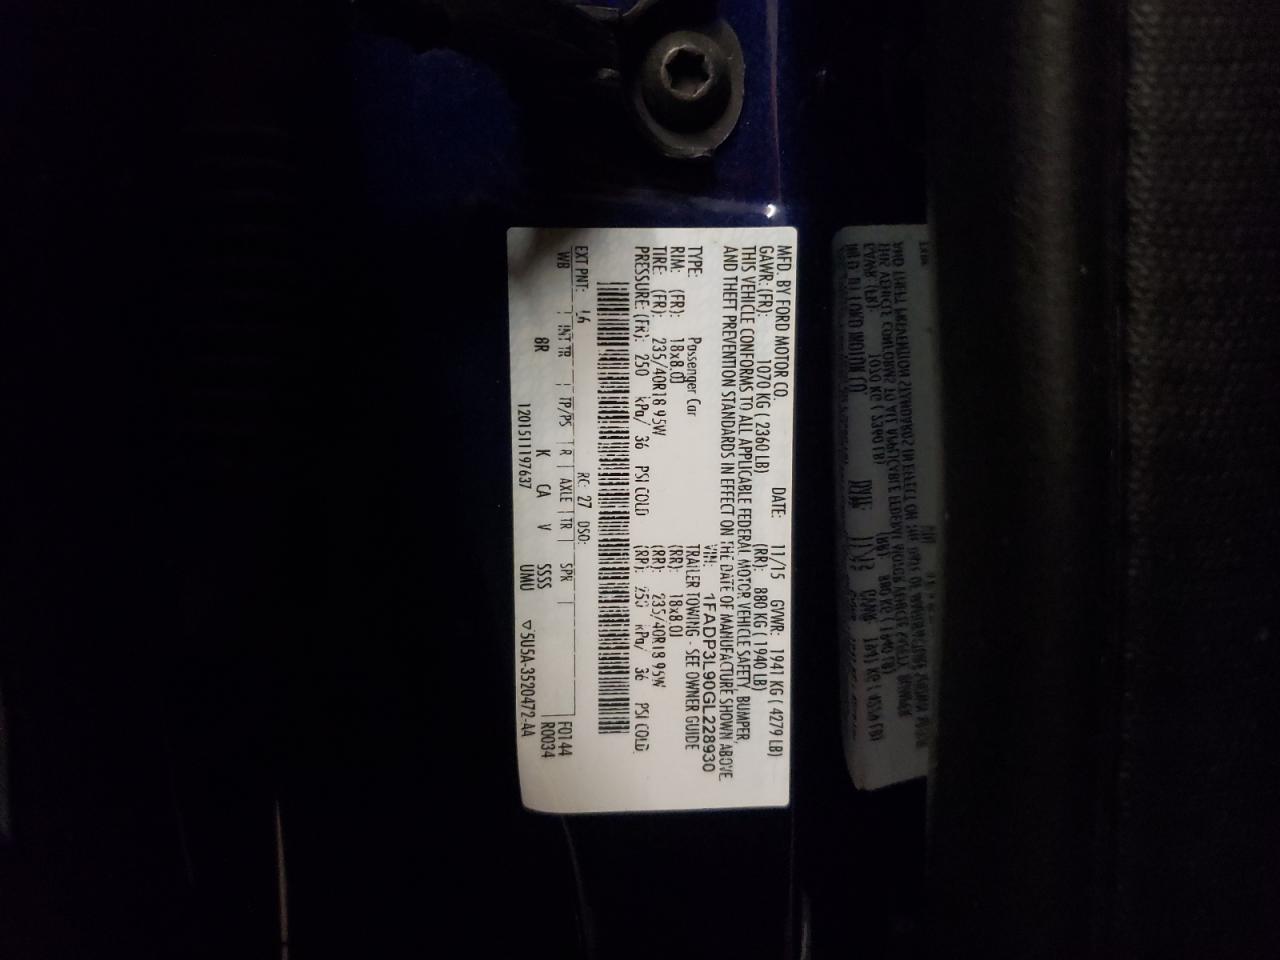 MFD. BY FORD MOTOR CO. DATE: 11/15 GVWR: 1941 KG ( 4279 LB)
GAWR: (FR): 1070 KG ( 2360 LB) (RR): 880 KG ( 1940 LB)
THIS VEHICLE CONFORMS TO ALL APPLICABLE FEDERAL MOTOR VEHICLE SAFETY, BUMPER,
AND THEFT PREVENTION STANDARDS IN EFFECT ON THE DATE OF MANUFACTURE SHOWN ABOVE.
VIN: 1FADP3L90GL228930
TYPE: Passenger Car TRAILER TOWING - SEE OWNER GUIDE
RIM: (FR): 18x8.0J (RR): 18x8.0J
TIRE: (FR): 235/40R18 95W (RR): 235/40R18 95W
PRESSURE: (FR): 250 kPa/ 36 PSI COLD (RR): 250 kPa/ 36 PSI COLD
EXT PNT: RC: 27 DSO: F0144
WB INT TR TP/PS R AXLE TR SPR R0034
8R K CA V SSSS
1201511197637 UMU ▽5U5A-3520472-AA